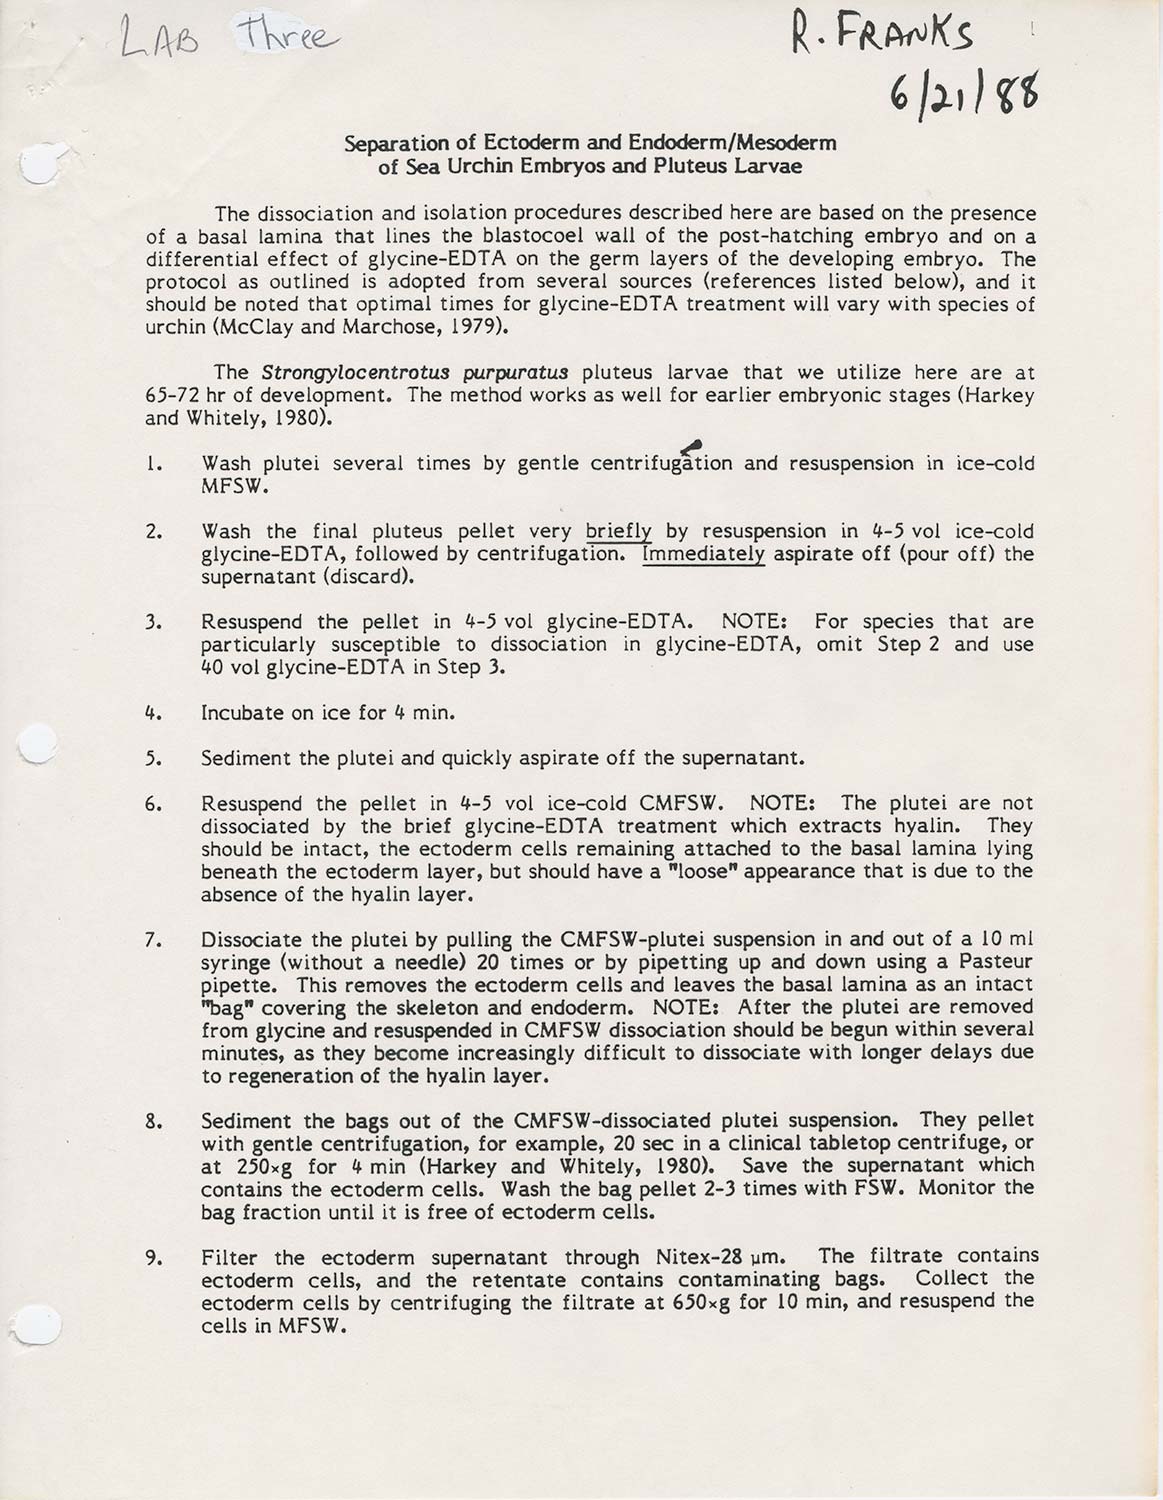 LAB Three
R. FRANKS
6/21/88
Separation of Ectoderm and Endoderm/Mesoderm
of Sea Urchin Embryos and Pluteus Larvae
The dissociation and isolation procedures described here are based on the presence
of a basal lamina that lines the blastocoel wall of the post-hatching embryo and on a
differential effect of glycine-EDTA on the germ layers of the developing embryo. The
protocol as outlined is adopted from several sources (references listed below), and it
should be noted that optimal times for glycine-EDTA treatment will vary with species of
urchin (McClay and Marchose, 1979).
The Strongylocentrotus purpuratus pluteus larvae that we utilize here are at
65-72 hr of development. The method works as well for earlier embryonic stages (Harkey
and Whitely, 1980).
1. Wash plutei several times by gentle centrifugation and resuspension in ice-cold
MFSW.
2. Wash the final pluteus pellet very briefly by resuspension in 4-5 vol ice-cold
glycine-EDTA, followed by centrifugation. Immediately aspirate off (pour off) the
supernatant (discard).
3. Resuspend the pellet in 4-5 vol glycine-EDTA. NOTE: For species that are
particularly susceptible to dissociation in glycine-EDTA, omit Step 2 and use
40 vol glycine-EDTA in Step 3.
4. Incubate on ice for 4 min.
5. Sediment the plutei and quickly aspirate off the supernatant.
6. Resuspend the pellet in 4-5 vol ice-cold CMFSW. NOTE: The plutei are not
dissociated by the brief glycine-EDTA treatment which extracts hyalin. They
should be intact, the ectoderm cells remaining attached to the basal lamina lying
beneath the ectoderm layer, but should have a "loose" appearance that is due to the
absence of the hyalin layer.
7. Dissociate the plutei by pulling the CMFSW-plutei suspension in and out of a 10 ml
syringe (without a needle) 20 times or by pipetting up and down using a Pasteur
pipette. This removes the ectoderm cells and leaves the basal lamina as an intact
"bag" covering the skeleton and endoderm. NOTE: After the plutei are removed
from glycine and resuspended in CMFSW dissociation should be begun within several
minutes, as they become increasingly difficult to dissociate with longer delays due
to regeneration of the hyalin layer.
8. Sediment the bags out of the CMFSW-dissociated plutei suspension. They pellet
with gentle centrifugation, for example, 20 sec in a clinical tabletop centrifuge, or
at 250×g for 4 min (Harkey and Whitely, 1980). Save the supernatant which
contains the ectoderm cells. Wash the bag pellet 2-3 times with FSW. Monitor the
bag fraction until it is free of ectoderm cells.
9. Filter the ectoderm supernatant through Nitex-28 μm. The filtrate contains
ectoderm cells, and the retentate contains contaminating bags. Collect the
ectoderm cells by centrifuging the filtrate at 650×g for 10 min, and resuspend the
cells in MFSW.